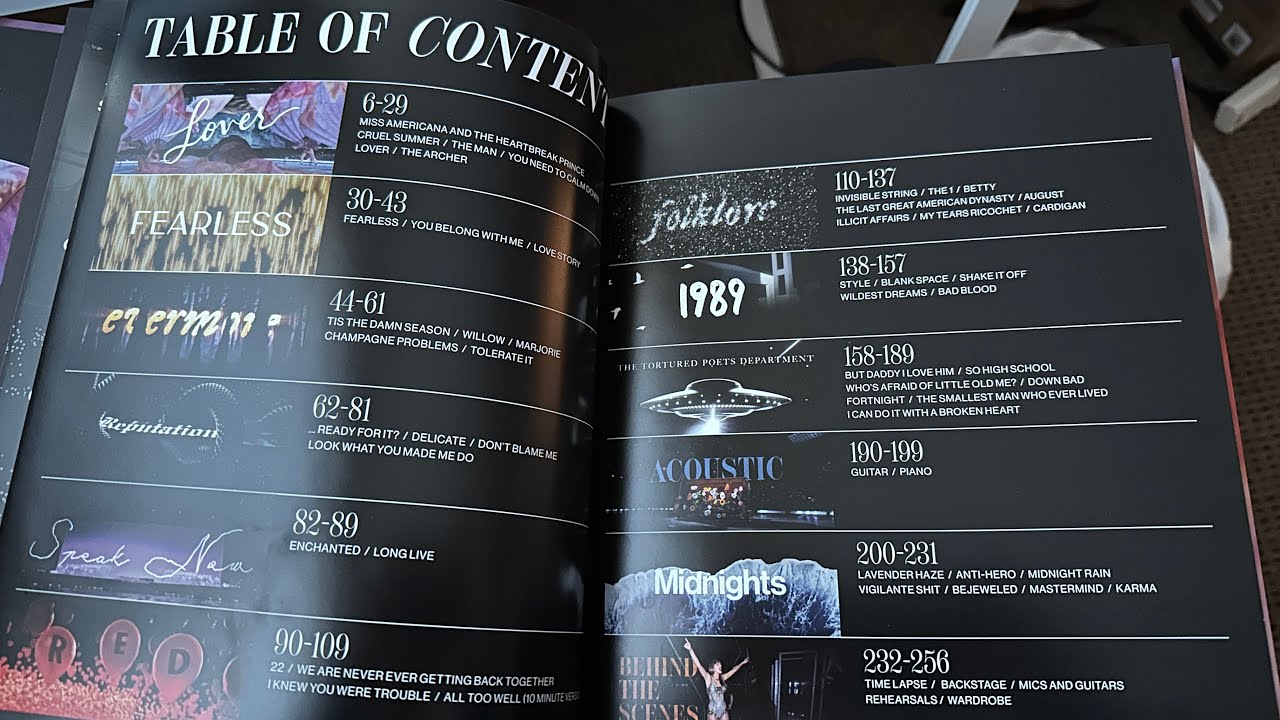 TABLE OF CONTENT
Lover
6-29
MISS AMERICANA AND THE HEARTBREAK PRINCE
CRUEL SUMMER / THE MAN / YOU NEED TO CALM DOWN
LOVER / THE ARCHER
FEARLESS
30-43
FEARLESS / YOU BELONG WITH ME / LOVE STORY
evermore
44-61
TIS THE DAMN SEASON / WILLOW / MARJORIE
CHAMPAGNE PROBLEMS / TOLERATE IT
Reputation
62-81
... READY FOR IT? / DELICATE / DON'T BLAME ME
LOOK WHAT YOU MADE ME DO
Speak Now
82-89
ENCHANTED / LONG LIVE
RED
90-109
22 / WE ARE NEVER EVER GETTING BACK TOGETHER
I KNEW YOU WERE TROUBLE / ALL TOO WELL (10 MINUTE
folklore
110-137
INVISIBLE STRING / THE 1 / BETTY
THE LAST GREAT AMERICAN DYNASTY / AUGUST
ILLICIT AFFAIRS / MY TEARS RICOCHET / CARDIGAN
1989
138-157
STYLE / BLANK SPACE / SHAKE IT OFF
WILDEST DREAMS / BAD BLOOD
THE TORTURED POETS DEPARTMENT
158-189
BUT DADDY I LOVE HIM / SO HIGH SCHOOL
WHO'S AFRAID OF LITTLE OLD ME? / DOWN BAD
FORTNIGHT / THE SMALLEST MAN WHO EVER LIVED
I CAN DO IT WITH A BROKEN HEART
ACOUSTIC
190-199
GUITAR / PIANO
Midnights
200-231
LAVENDER HAZE / ANTI-HERO / MIDNIGHT RAIN
VIGILANTE SHIT / BEJEWELED / MASTERMIND / KARMA
BEHIND
THE
SCENES
232-256
TIME LAPSE / BACKSTAGE / MICS AND GUITARS
REHEARSALS / WARDROBE